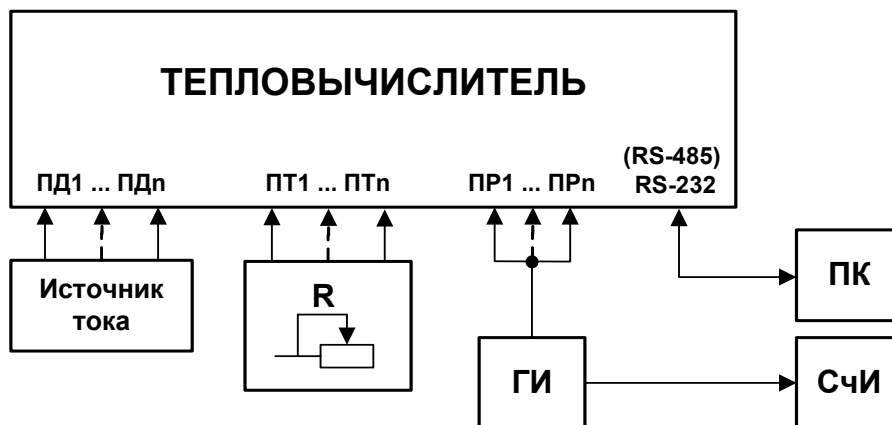 ТЕПЛОВЫЧИСЛИТЕЛЬ
(RS-485)
ПД1 ... ПДn ПТ1 ... ПТn ПР1 ... ПРn RS-232
Источник
тока
R
ПК
ГИ
СчИ